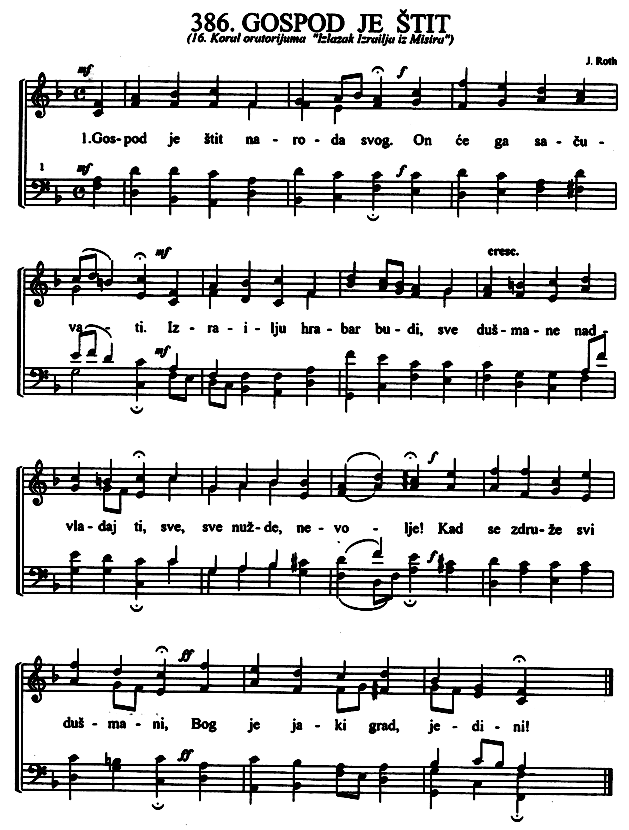 386. GOSPOD JE ŠTIT
(16. Koral oratorijuma "Izlazak Izrailja iz Misira")
J. Roth
mf f
1.Gos-pod je štit na - ro - da svog. On će ga sa - ču -
1 mf f
mf cresc.
va - ti. Iz - ra - i - lju hra - bar bu - di, sve duš - ma - ne nad -
mf
f
vla - daj ti, sve, sve nuž - de, ne - vo - lje! Kad se zdru - že svi
f
ff
duš - ma - ni, Bog je ja - ki grad, je - di - ni!
ff